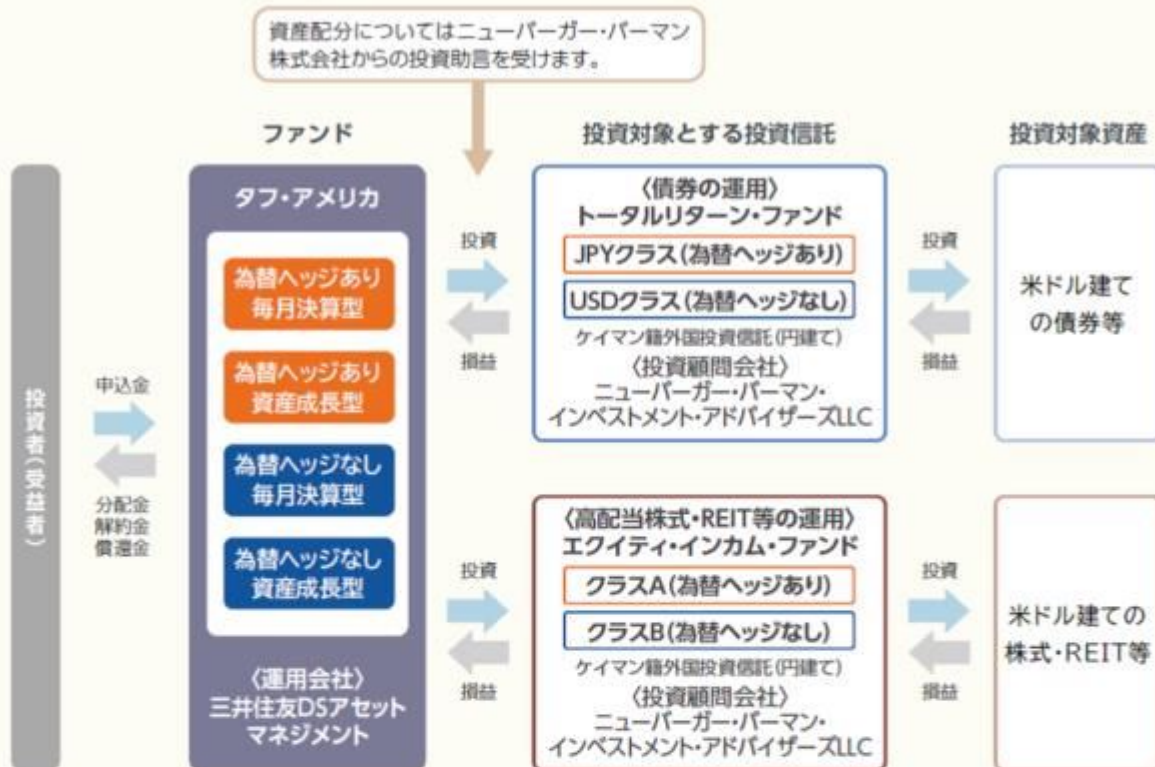 資産配分についてはニューバーガー・バーマン
株式会社からの投資助言を受けます。
ファンド
投資対象とする投資信託
投資対象資産
投資者(受益者)
申込金
分配金
解約金
償還金
タフ・アメリカ
為替ヘッジあり
毎月決算型
為替ヘッジあり
資産成長型
為替ヘッジなし
毎月決算型
為替ヘッジなし
資産成長型
〈運用会社〉
三井住友DSアセット
マネジメント
投資
損益
〈債券の運用〉
トータルリターン・ファンド
JPYクラス(為替ヘッジあり)
USDクラス(為替ヘッジなし)
ケイマン籍外国投資信託(円建て)
〈投資顧問会社〉
ニューバーガー・バーマン・
インベストメント・アドバイザーズLLC
投資
損益
米ドル建て
の債券等
投資
損益
〈高配当株式・REIT等の運用〉
エクイティ・インカム・ファンド
クラスA(為替ヘッジあり)
クラスB(為替ヘッジなし)
ケイマン籍外国投資信託(円建て)
〈投資顧問会社〉
ニューバーガー・バーマン・
インベストメント・アドバイザーズLLC
投資
損益
米ドル建ての
株式・REIT等